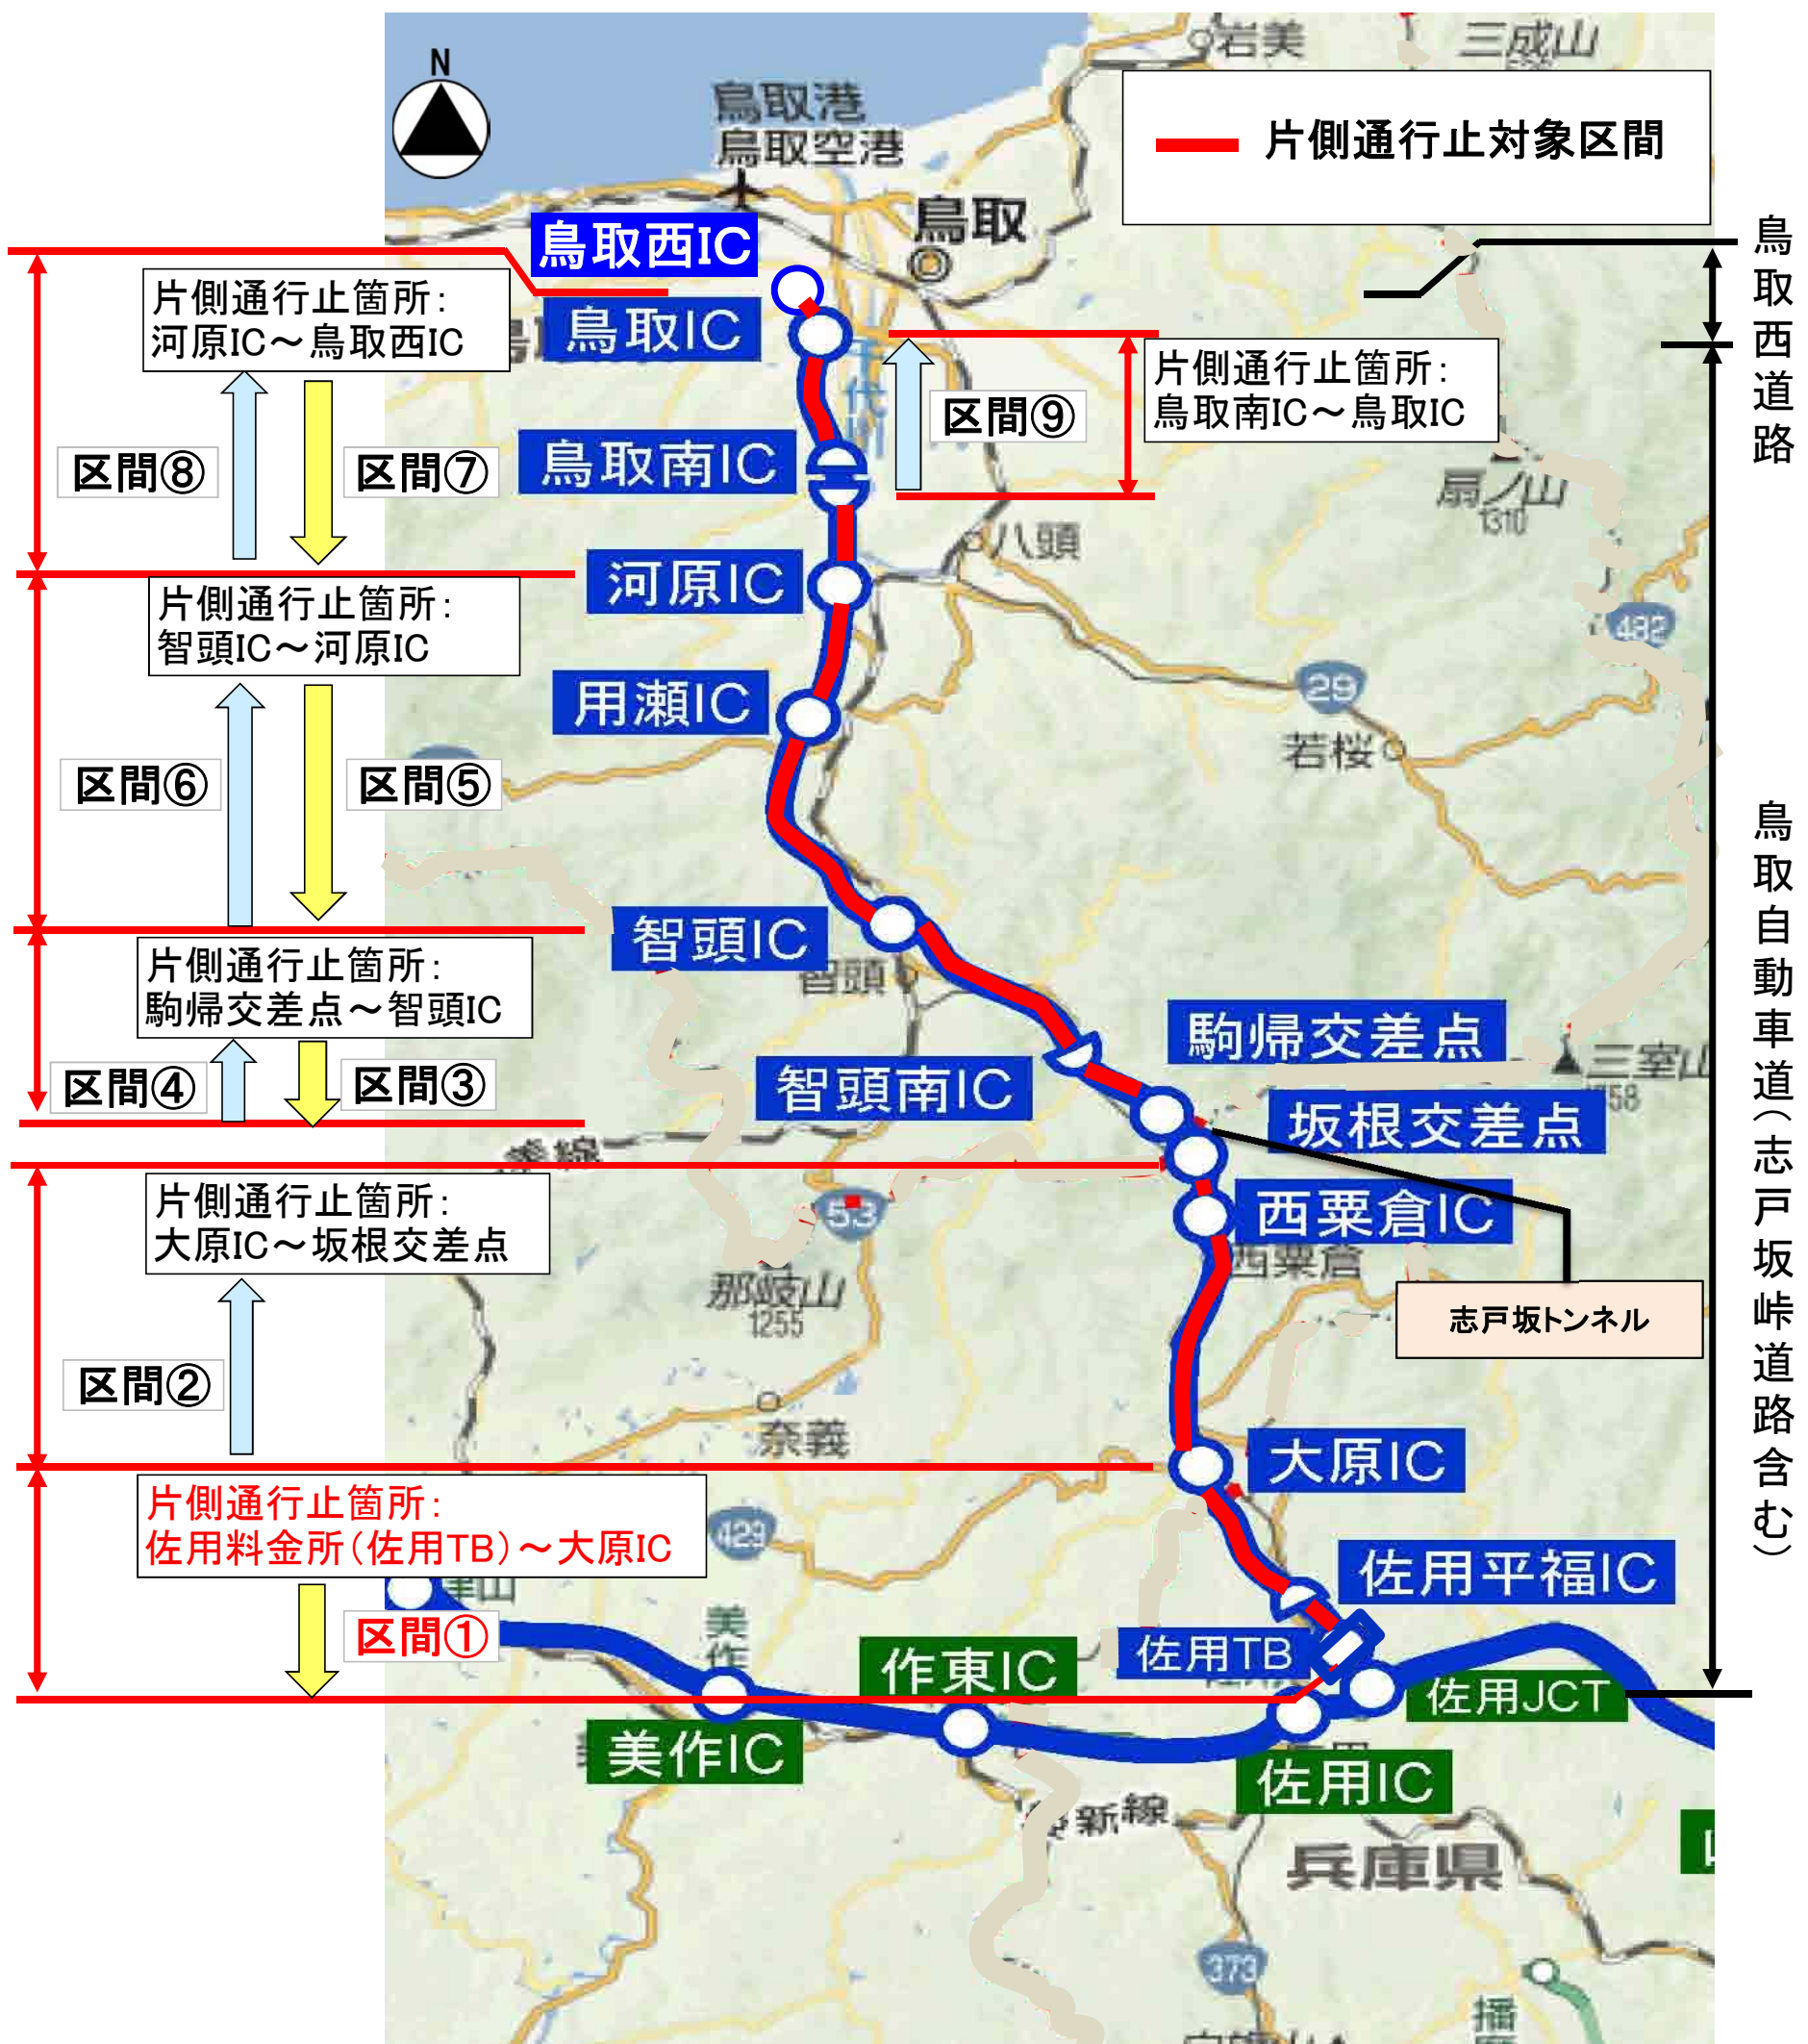 N
岩美
三成山
鳥取港
鳥取空港
片側通行止対象区間
鳥取
鳥取西IC
鳥取西道路
片側通行止箇所：
河原IC～鳥取西IC
鳥取IC
片側通行止箇所：
鳥取南IC～鳥取IC
区間⑨
区間⑧
区間⑦
鳥取南IC
扇ノ山
1310
八頭
河原IC
片側通行止箇所：
智頭IC～河原IC
482
29
用瀬IC
若桜
区間⑥
区間⑤
鳥取自動車道（志戸坂峠道路含む）
智頭IC
智頭
片側通行止箇所：
駒帰交差点～智頭IC
駒帰交差点
三室山
区間④
区間③
智頭南IC
坂根交差点
片側通行止箇所：
大原IC～坂根交差点
53
西粟倉IC
西粟倉
那岐山
1255
志戸坂トンネル
区間②
奈義
大原IC
片側通行止箇所：
佐用料金所（佐用TB）～大原IC
429
佐用平福IC
津山
美作
区間①
作東IC
佐用TB
佐用JCT
美作IC
佐用IC
姫新線
兵庫県
373